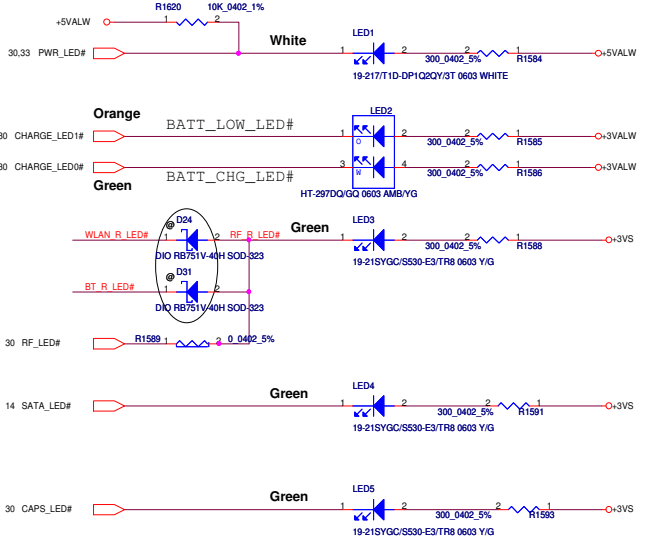 R1620 10K_0402_1%
+5VALW 1 2
30,33 PWR_LED# White LED1 1 2 300_0402_5% 2 1 R1584 +5VALW
19-217/T1D-DP1Q2QY/3T 0603 WHITE
Orange LED2
30 CHARGE_LED1# BATT_LOW_LED# 1 O 2 300_0402_5% 2 1 R1585 +3VALW
30 CHARGE_LED0# BATT_CHG_LED# 3 W 4 300_0402_5% 2 1 R1586 +3VALW
Green
HT-297DQ/GQ 0603 AMB/YG
@ D24 Green LED3
WLAN_R_LED# 1 2 RF_R_LED# 1 2 300_0402_5% 2 1 R1588 +3VS
DIO RB751V-40H SOD-323 19-21SYGC/S530-E3/TR8 0603 Y/G
@ D31
BT_R_LED# 1 2
DIO RB751V-40H SOD-323
30 RF_LED# R1589 1 2 0_0402_5%
Green LED4
14 SATA_LED# 1 2 300_0402_5% 2 1 R1591 +3VS
19-21SYGC/S530-E3/TR8 0603 Y/G
Green LED5
30 CAPS_LED# 1 2 300_0402_5% 2 1 R1593 +3VS
19-21SYGC/S530-E3/TR8 0603 Y/G